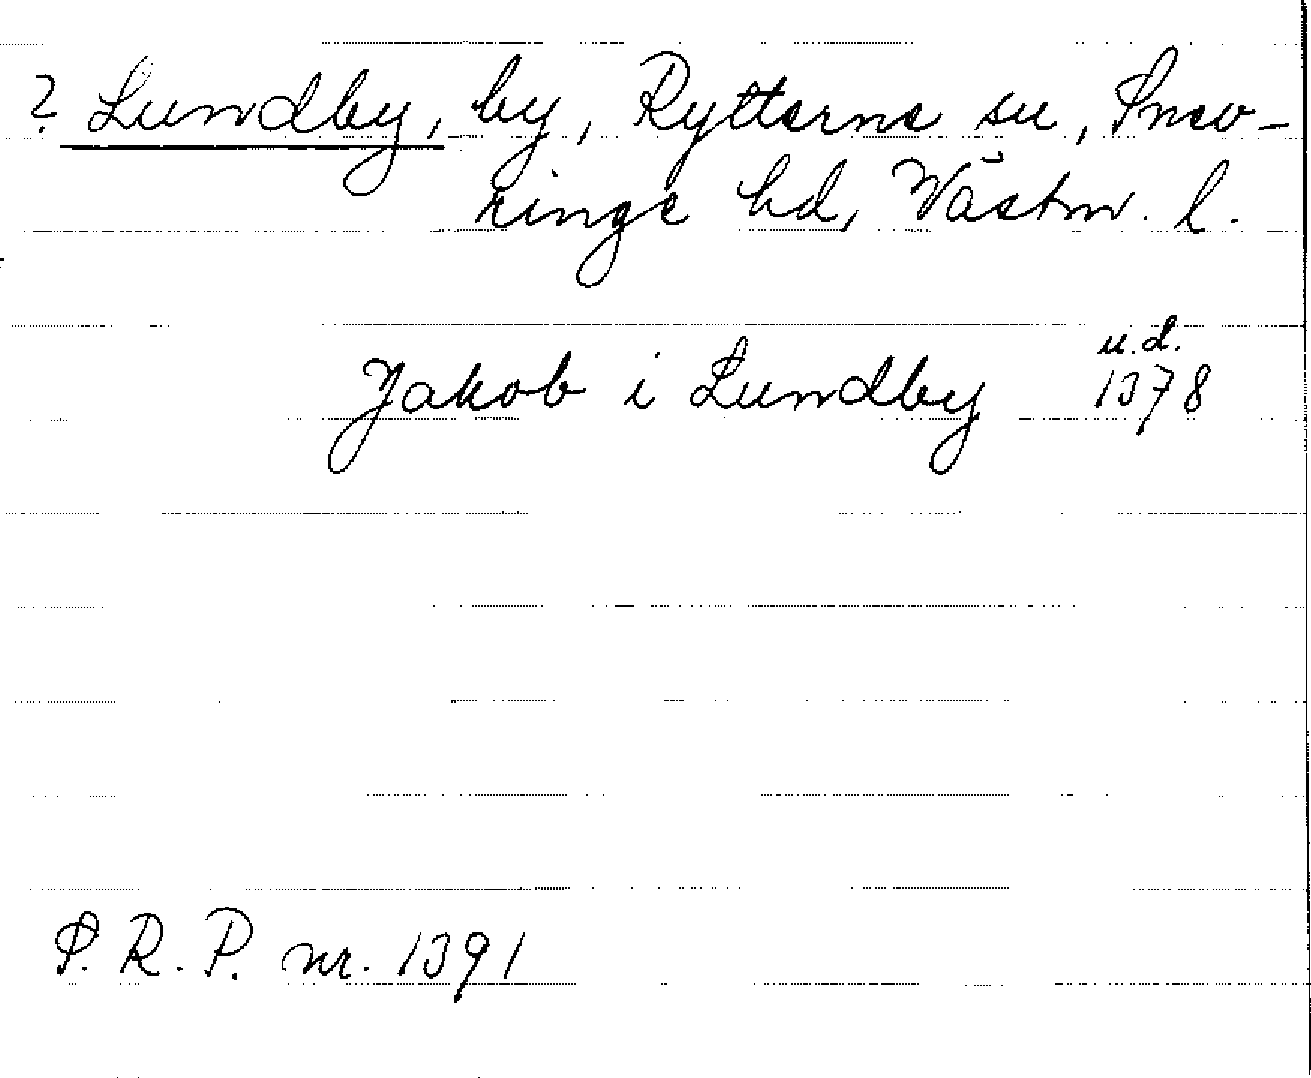 ? Lundby, by, Rytterne sn, Snev-
ringe hd, Västm. l.
u.d.
Jakob i Lundby 1378
S.R.P. nr. 1391